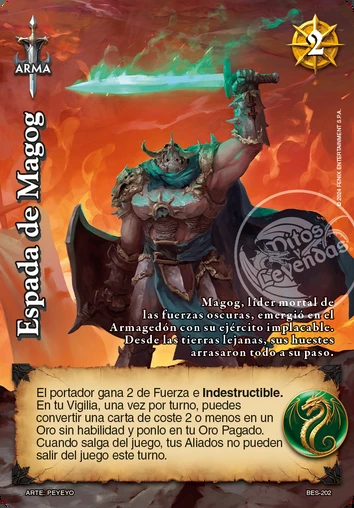 2
ARMA
Espada de Magog
© 2024 FENIX ENTERTAINMENT S.P.A.
Mitos y Leyendas
Magog, líder mortal de
las fuerzas oscuras, emergió en el
Armagedón con su ejército implacable.
Desde las tierras lejanas, sus huestes
arrasaron todo a su paso.
El portador gana 2 de Fuerza e Indestructible.
En tu Vigilia, una vez por turno, puedes
convertir una carta de coste 2 o menos en un
Oro sin habilidad y ponlo en tu Oro Pagado.
Cuando salga del juego, tus Aliados no pueden
salir del juego este turno.
ARTE: PEYEYO
BES-202